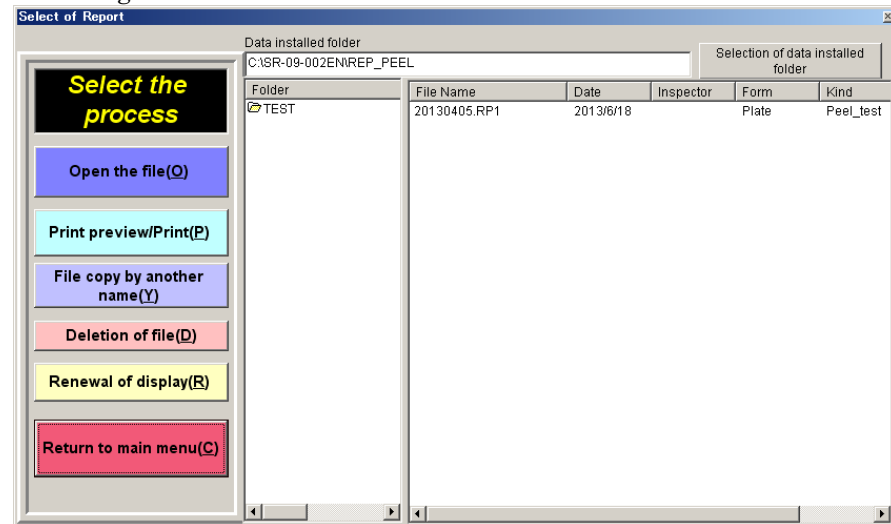 Select of Report
Data installed folder
C:\SR-09-002EN\REP_PEEL
Selection of data installed
folder
Select the
process
Open the file(O)
Print preview/Print(P)
File copy by another
name(Y)
Deletion of file(D)
Renewal of display(R)
Return to main menu(C)
Folder
TEST
File Name Date Inspector Form Kind
20130405.RP1 2013/6/18 Plate Peel_test